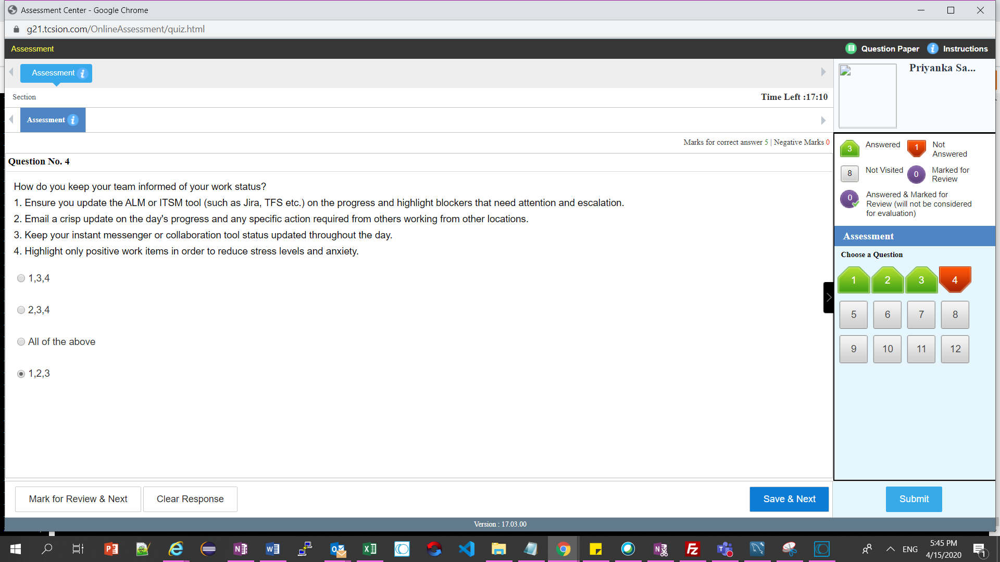 Assessment Center - Google Chrome
g21.tcsion.com/OnlineAssessment/quiz.html
Assessment
Question Paper
Instructions
Assessment
Priyanka Sa...
Section
Time Left :17:10
Assessment
Marks for correct answer 5 | Negative Marks 0
Question No. 4
How do you keep your team informed of your work status?
1. Ensure you update the ALM or ITSM tool (such as Jira, TFS etc.) on the progress and highlight blockers that need attention and escalation.
2. Email a crisp update on the day's progress and any specific action required from others working from other locations.
3. Keep your instant messenger or collaboration tool status updated throughout the day.
4. Highlight only positive work items in order to reduce stress levels and anxiety.
1,3,4
2,3,4
All of the above
1,2,3
3 Answered
1 Not Answered
8 Not Visited
0 Marked for Review
0 Answered & Marked for
Review (will not be considered
for evaluation)
Assessment
Choose a Question
1 2 3 4
5 6 7 8
9 10 11 12
Mark for Review & Next
Clear Response
Save & Next
Submit
Version : 17.03.00
ENG
5:45 PM
4/15/2020
1